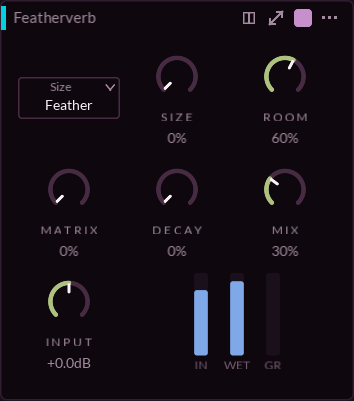 Featherverb
Size
Feather
SIZE
0%
ROOM
60%
MATRIX
0%
DECAY
0%
MIX
30%
INPUT
+0.0dB
IN WET GR